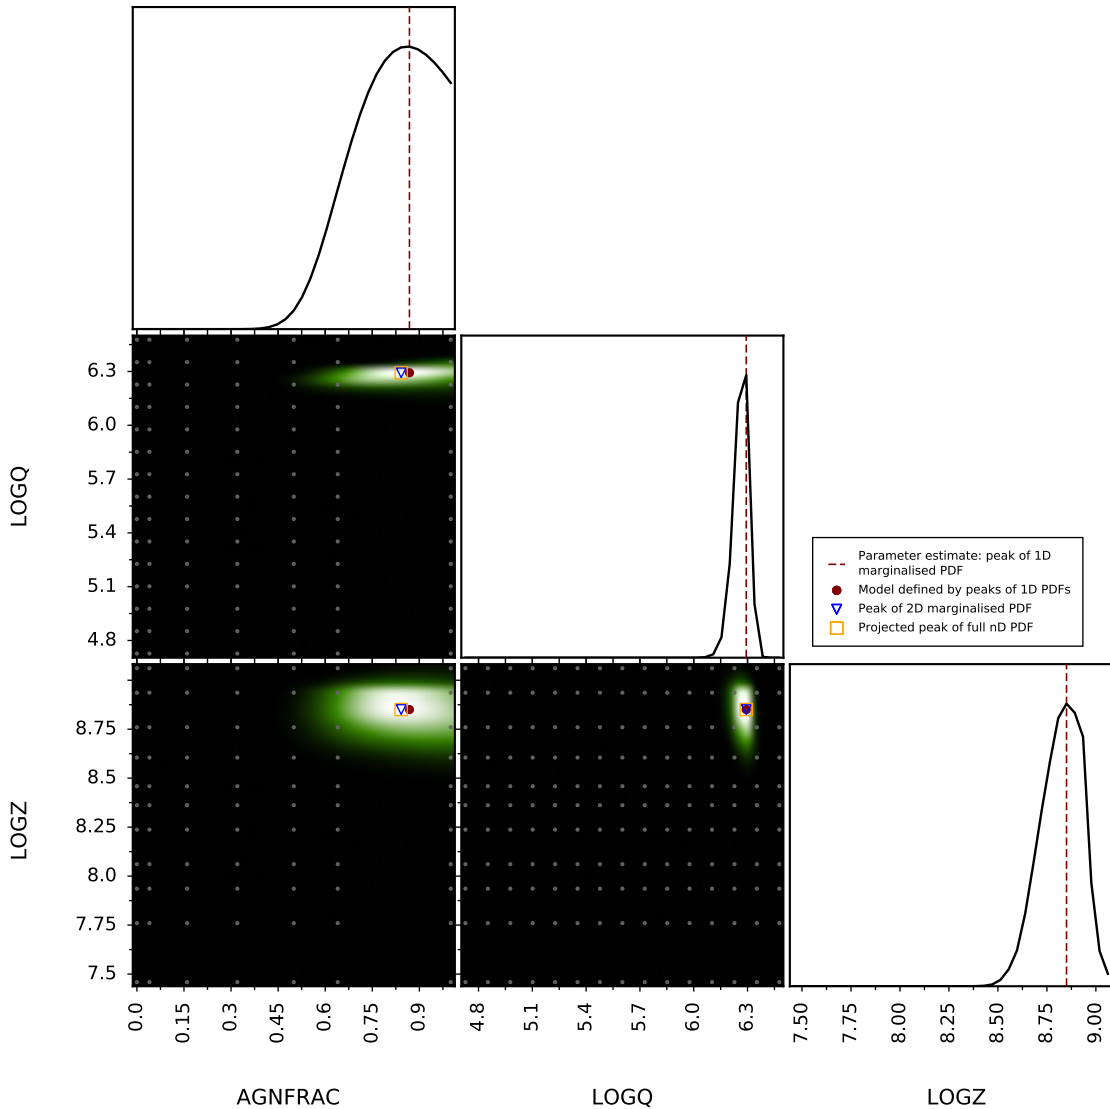 6.3
6.0
5.7
5.4
5.1
4.8
LOGQ
Parameter estimate: peak of 1D
marginalised PDF
Model defined by peaks of 1D PDFs
Peak of 2D marginalised PDF
Projected peak of full nD PDF
8.75
8.5
8.25
8.0
7.75
7.5
LOGZ
0.0 0.15 0.3 0.45 0.6 0.75 0.9
4.8 5.1 5.4 5.7 6.0 6.3
7.50 7.75 8.00 8.25 8.50 8.75 9.00
AGNFRAC LOGQ LOGZ